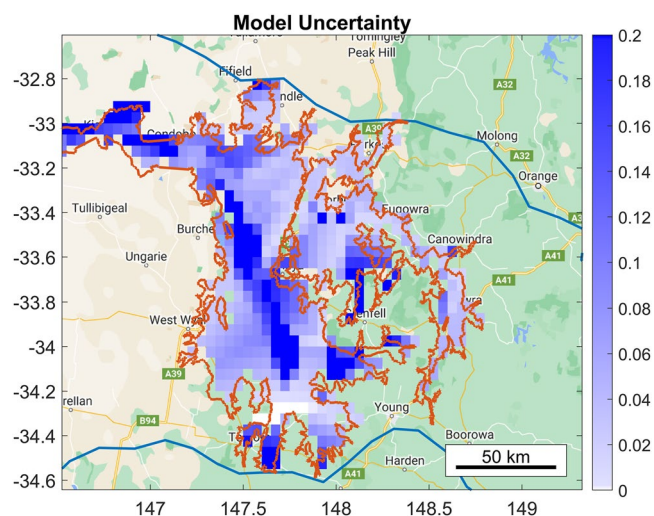 Model Uncertainty
Peak Hill
Fifield
A32
Molong
A39
A32
Orange
Tullibigeal
Burche
Eugowra
Canowindra
Ungarie
A41
A41
West W
A39
rellan
B94
Young
Boorowa
A41
Harden
50 km
-32.8
-33
-33.2
-33.4
-33.6
-33.8
-34
-34.2
-34.4
-34.6
147
147.5
148
148.5
149
0.2
0.18
0.16
0.14
0.12
0.1
0.08
0.06
0.04
0.02
0